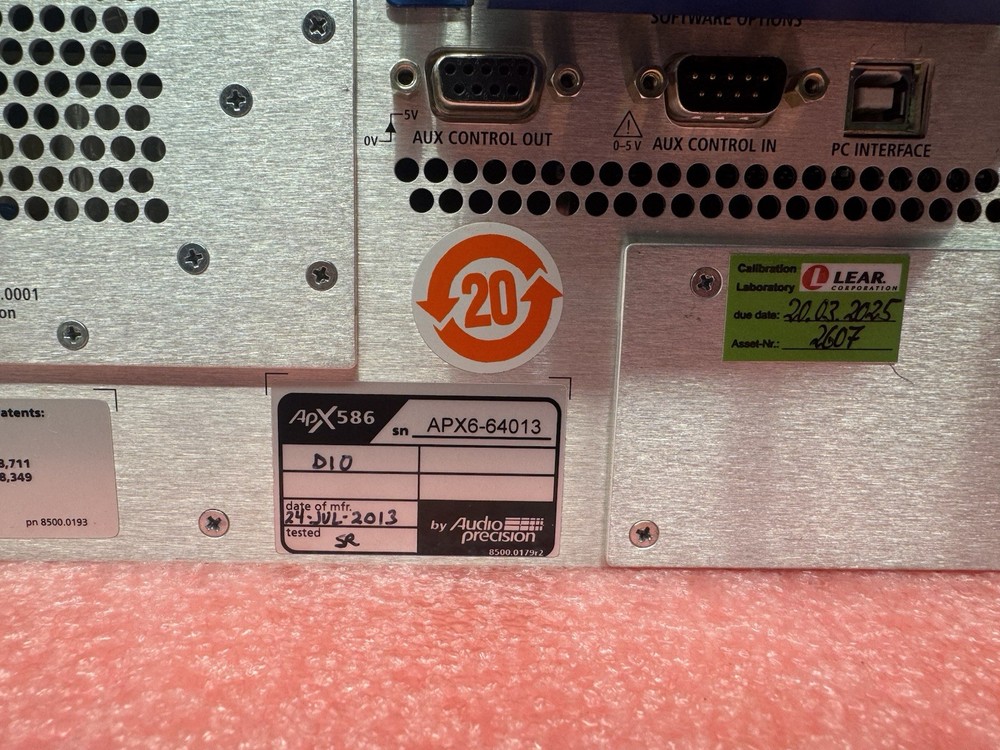 SOFTWARE OPTIONS
5V
0V
AUX CONTROL OUT
0–5 V
AUX CONTROL IN
PC INTERFACE
.0001
on
20
Calibration
Laboratory
LEAR.
CORPORATION
due date: 20.03.2025
Asset-Nr.: 2607
atents:
3,711
8,349
pn 8500.0193
APX586
sn APX6-64013
DIO
date of mfr.
24-JUL-2013
tested SR
by Audio
precision
8500.0179r2